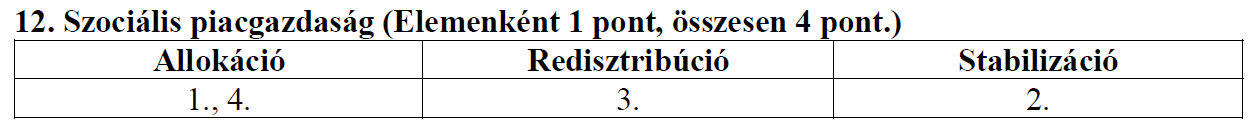 12. Szociális piacgazdaság (Elemenként 1 pont, összesen 4 pont.)
Allokáció Redisztribúció Stabilizáció
1., 4. 3. 2.